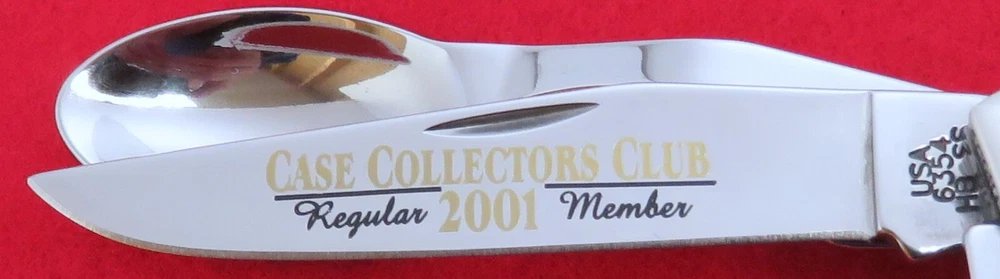 CASE COLLECTORS CLUB
Regular 2001 Member
USA
6354
HB SS